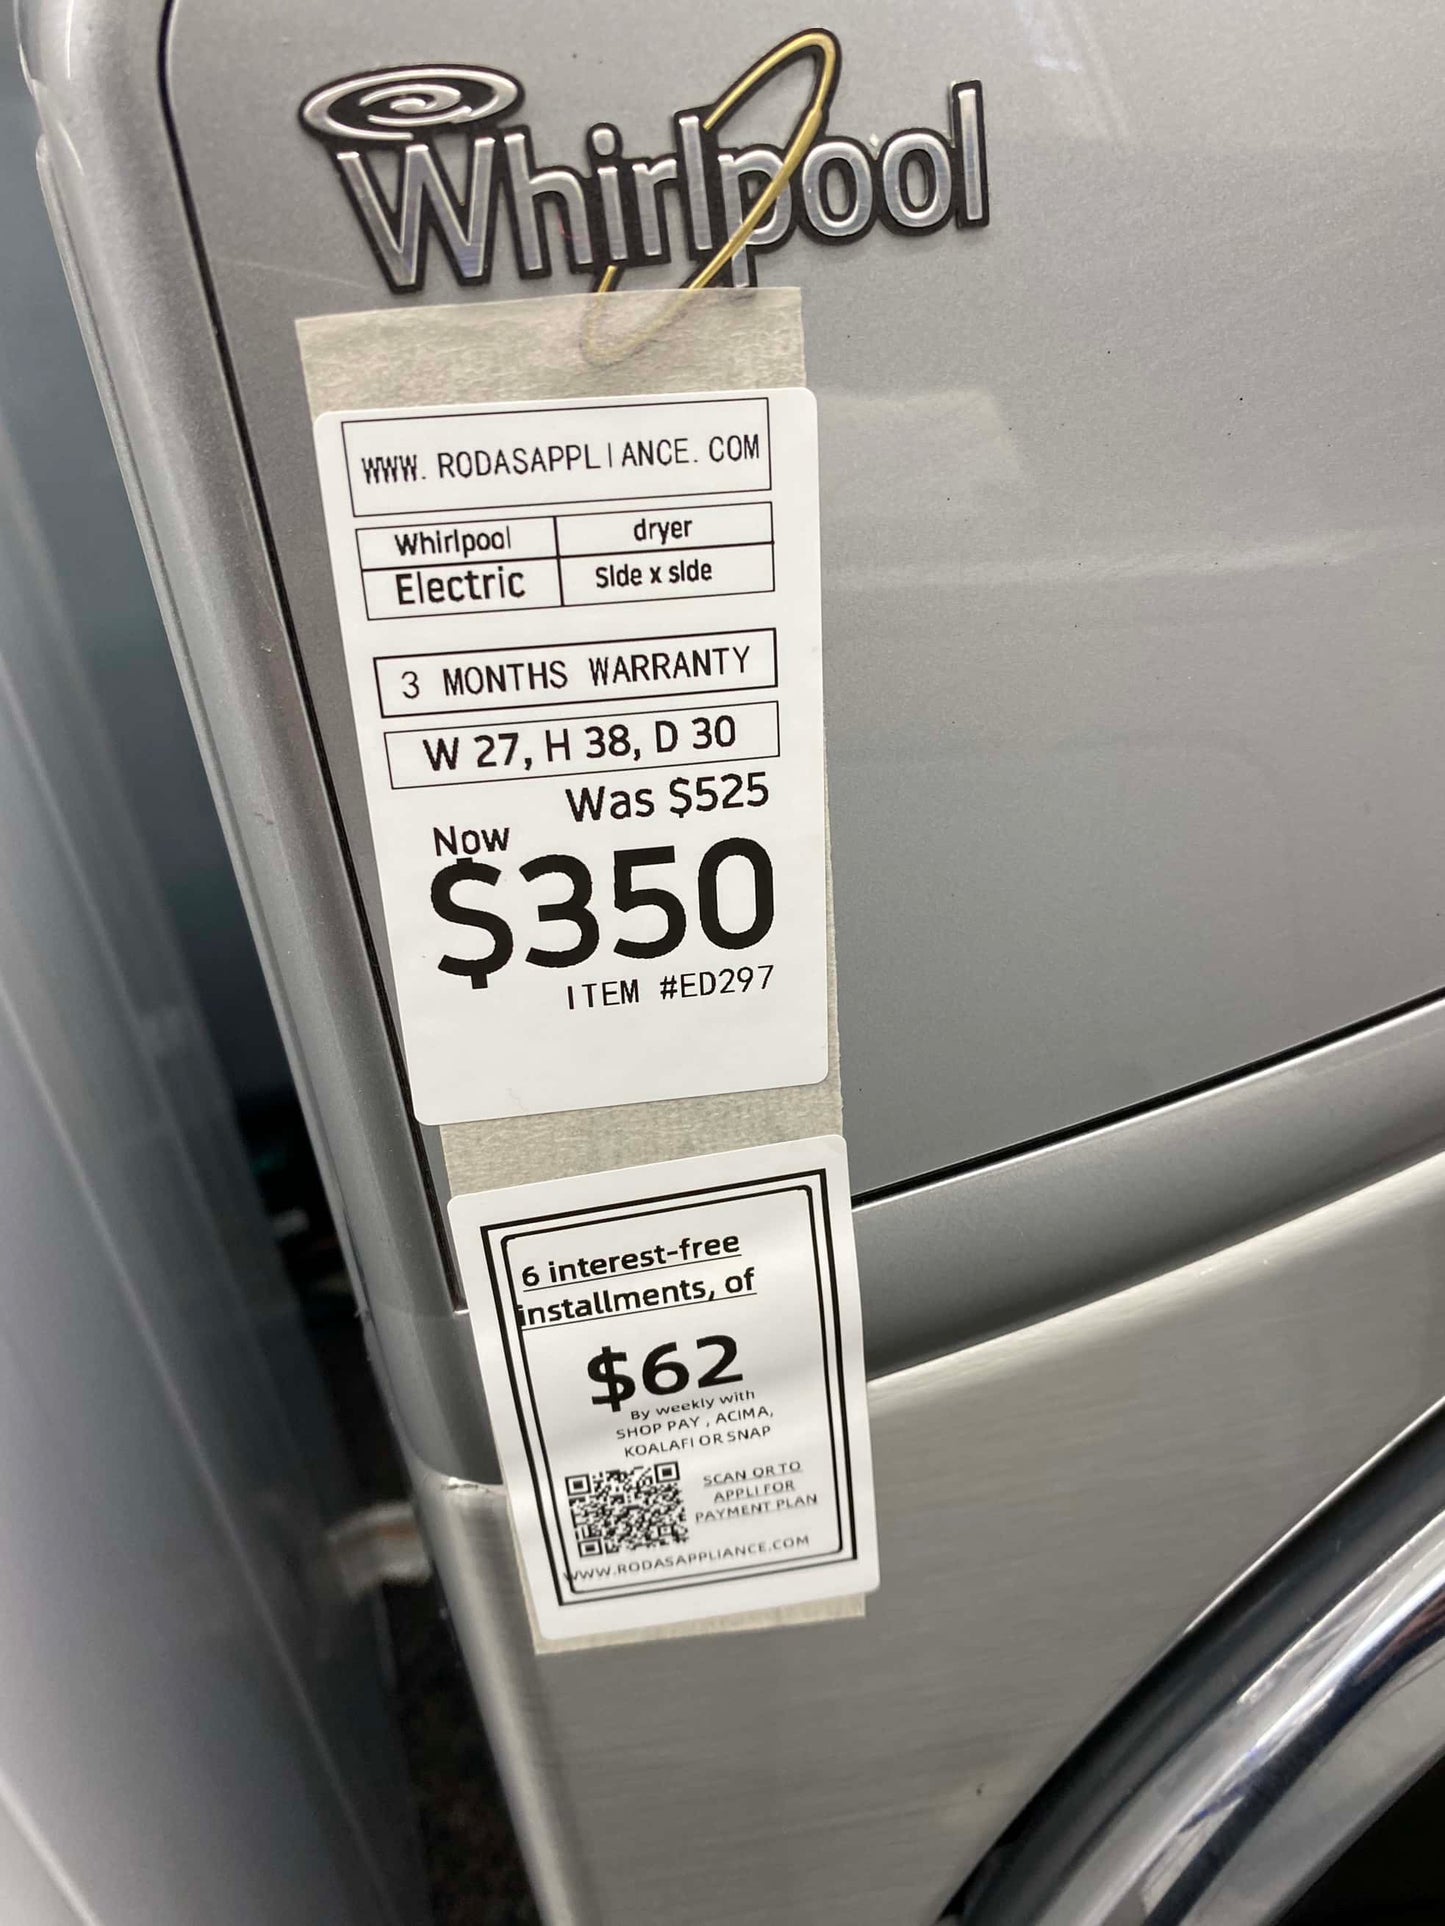 Whirlpool
WWW.RODASAPPLIANCE.COM
Whirlpool dryer
Electric Side x side
3 MONTHS WARRANTY
W 27, H 38, D 30
Was $525
Now
$350
ITEM #ED297
6 interest-free
installments, of
$62
By weekly with
SHOP PAY , ACIMA,
KOALAFI OR SNAP
SCAN OR TO
APPLI FOR
PAYMENT PLAN
WWW.RODASAPPLIANCE.COM